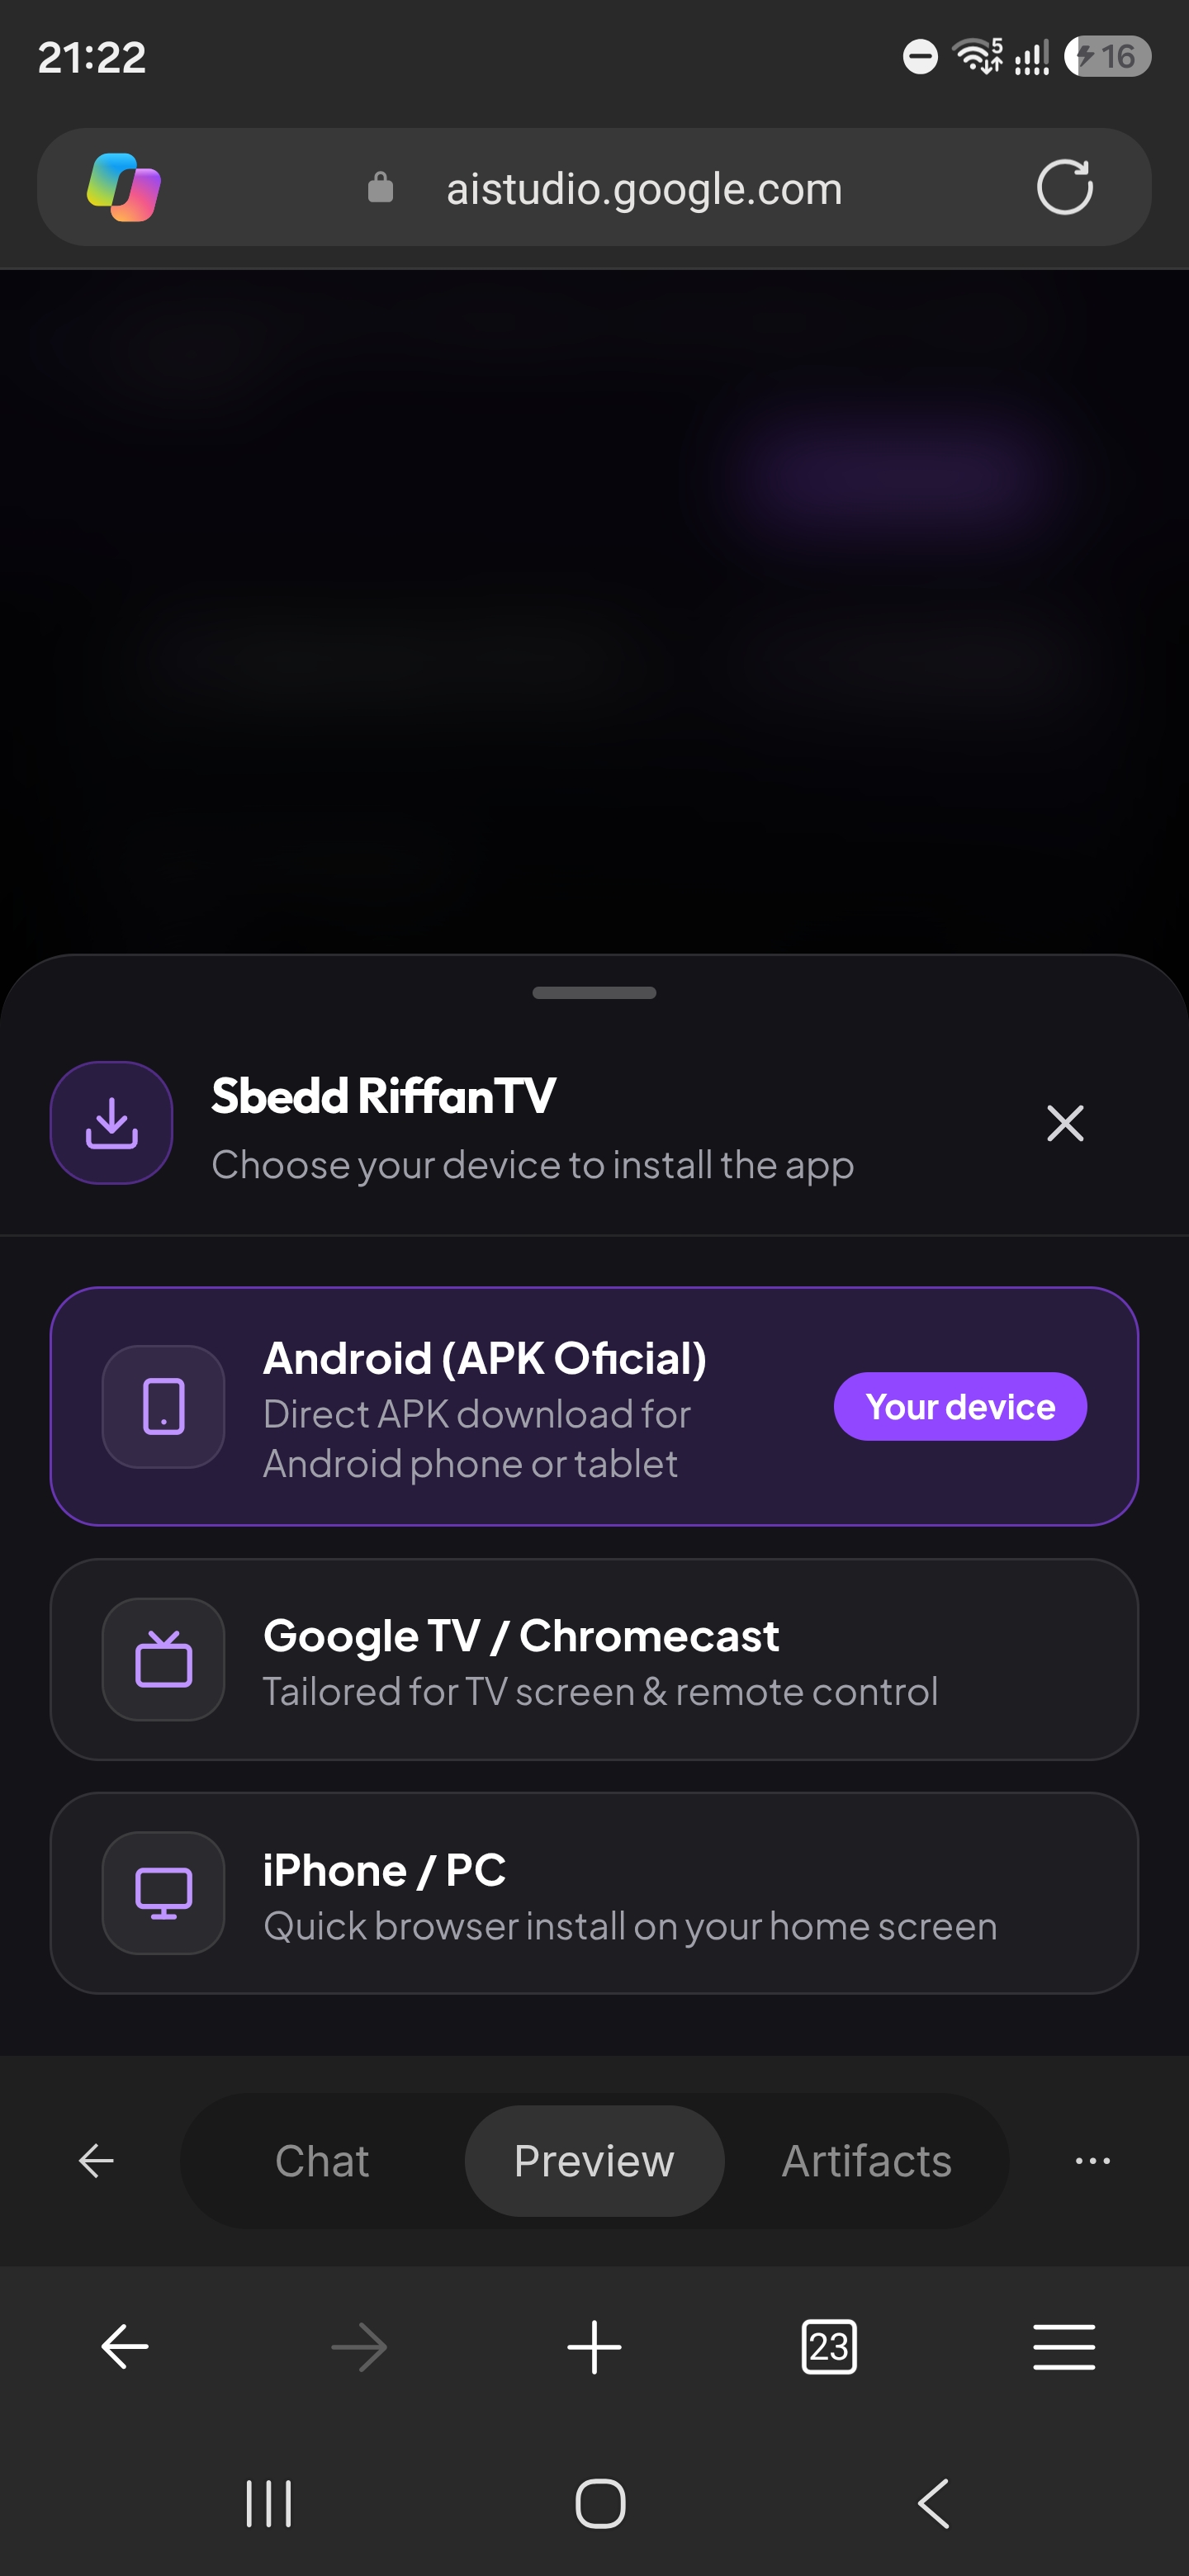 21:22
5
16
aistudio.google.com
Sbedd RiffanTV
Choose your device to install the app
Android (APK Oficial)
Direct APK download for
Android phone or tablet
Your device
Google TV / Chromecast
Tailored for TV screen & remote control
iPhone / PC
Quick browser install on your home screen
Chat
Preview
Artifacts
23